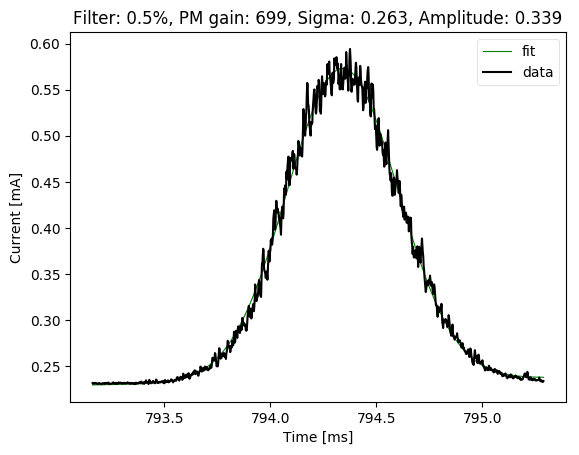 Filter: 0.5%, PM gain: 699, Sigma: 0.263, Amplitude: 0.339
fit
data
0.60
0.55
0.50
0.45
0.40
0.35
0.30
0.25
Current [mA]
793.5 794.0 794.5 795.0
Time [ms]